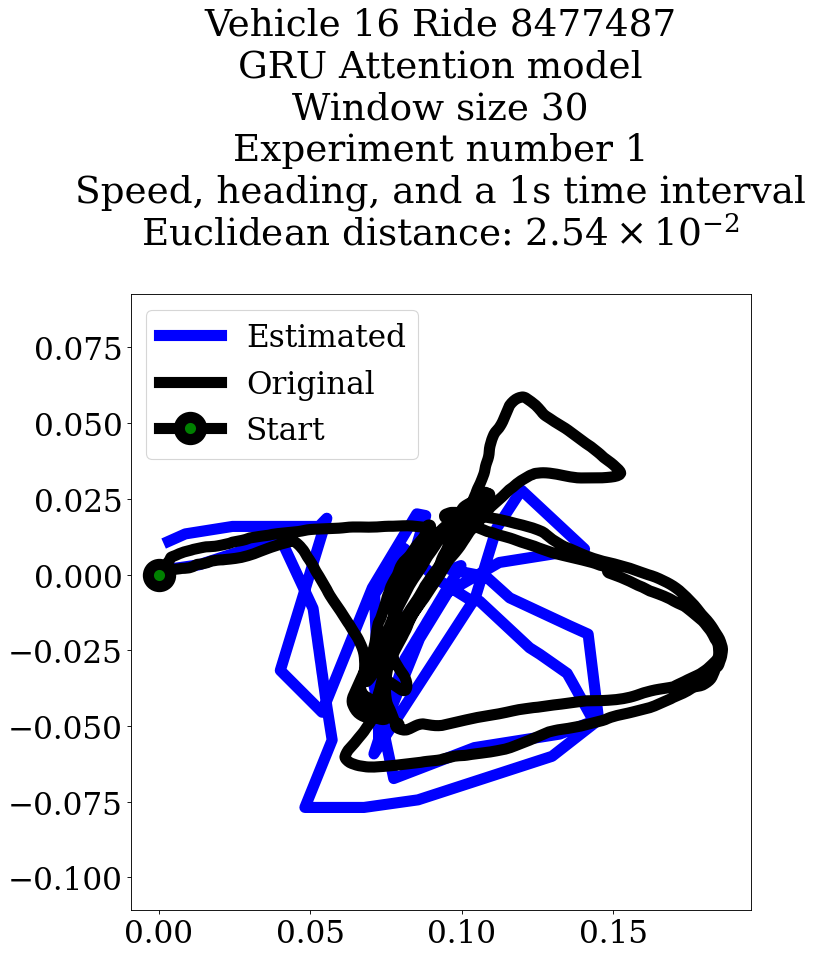 Vehicle 16 Ride 8477487
GRU Attention model
Window size 30
Experiment number 1
Speed, heading, and a 1s time interval
Euclidean distance: 2.54 × 10⁻²
Estimated
Original
Start
0.075
0.050
0.025
0.000
−0.025
−0.050
−0.075
−0.100
0.00 0.05 0.10 0.15